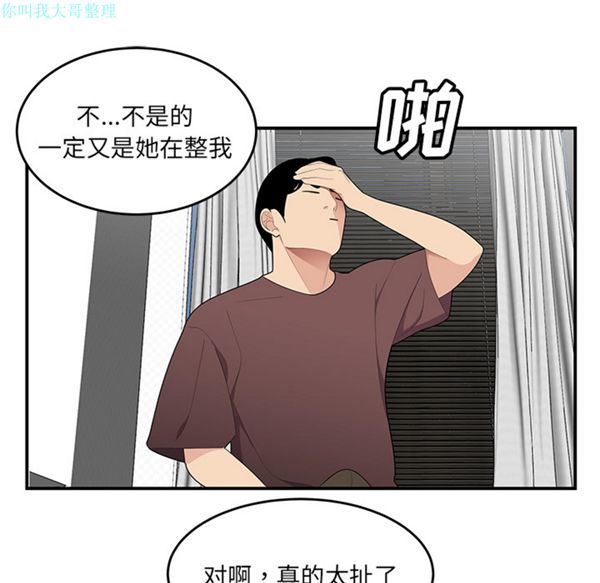 你叫我太哥整理
不...不是的
一定又是她在整我
啪
对啊，真的太扯了